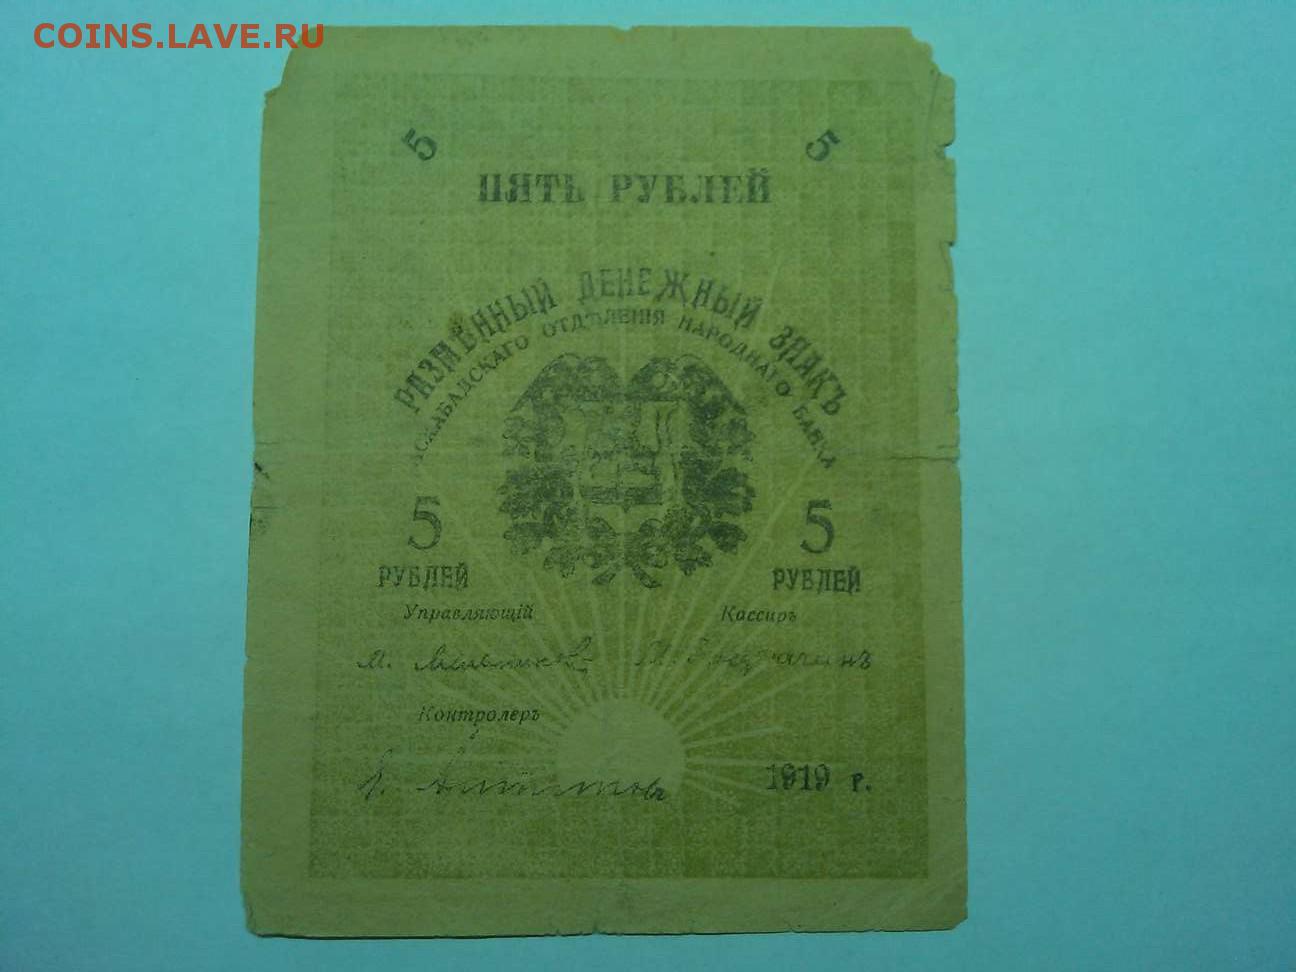 COINS.LAVE.RU
5 5
ПЯТЬ РУБЛЕЙ
РАЗМѢННЫЙ ДЕНЕЖНЫЙ ЗНАКЪ
АСХАБАДСКАГО ОТДѢЛЕНІЯ НАРОДНАГО БАНКА
5 5
РУБЛЕЙ РУБЛЕЙ
Управляющій Кассиръ
Контролеръ
1919 г.